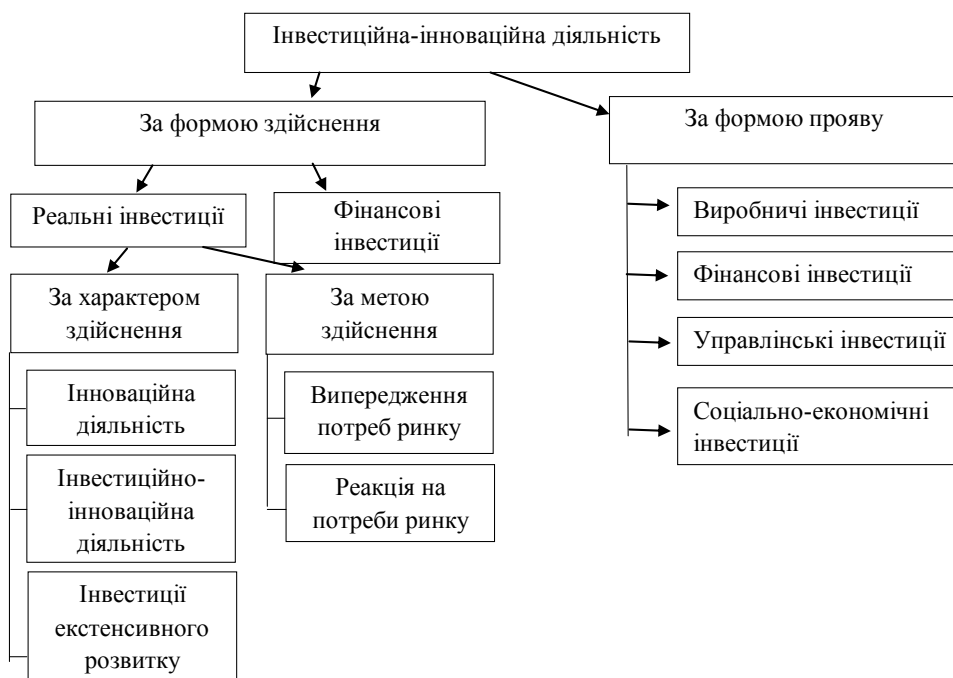 Інвестиційна-інноваційна діяльність
За формою здійснення
За формою прояву
Реальні інвестиції
Фінансові
інвестиції
За характером
здійснення
За метою
здійснення
Інноваційна
діяльність
Інвестиційно-
інноваційна
діяльність
Інвестиції
екстенсивного
розвитку
Випередження
потреб ринку
Реакція на
потреби ринку
Виробничі інвестиції
Фінансові інвестиції
Управлінські інвестиції
Соціально-економічні
інвестиції